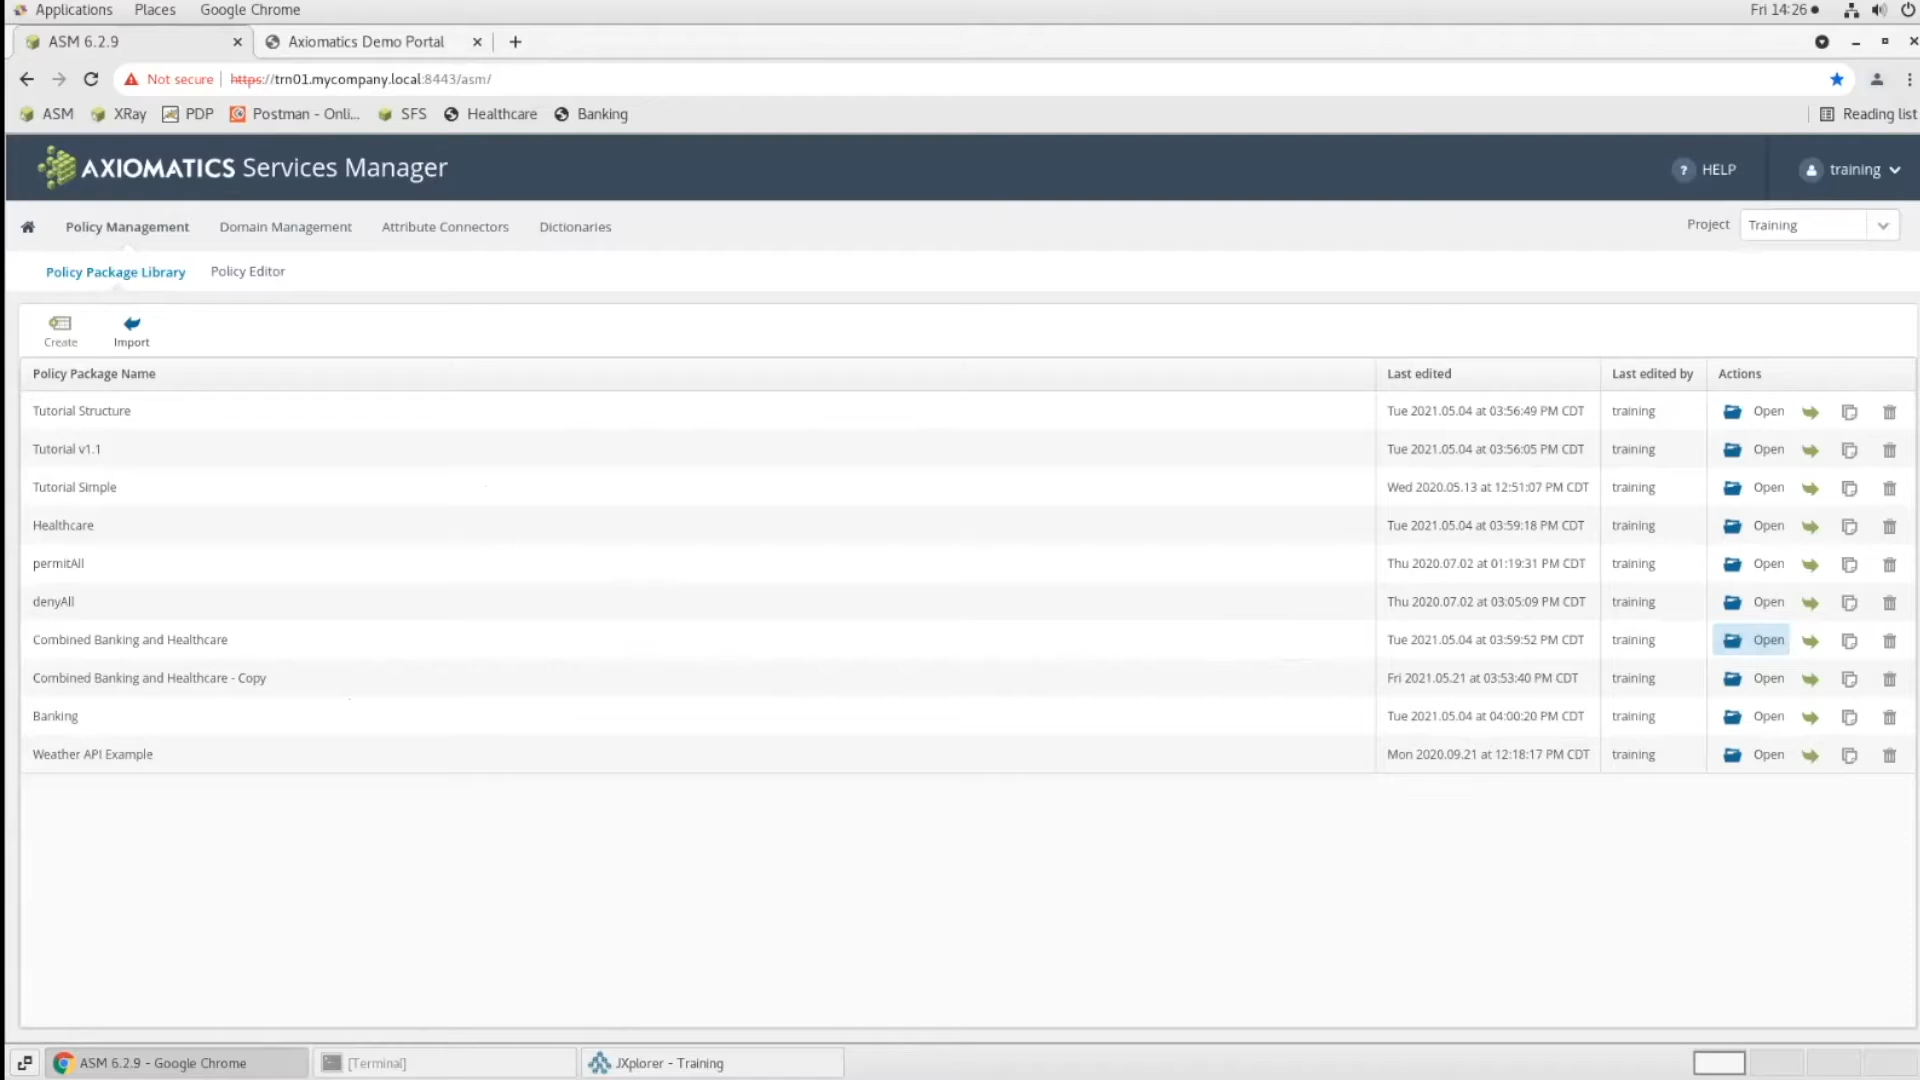 Applications Places Google Chrome Fri 14:26
ASM 6.2.9 Axiomatics Demo Portal
Not secure https://trn01.mycompany.local:8443/asm/
ASM XRay PDP Postman - Onli... SFS Healthcare Banking Reading list
AXIOMATICS Services Manager ? HELP training
Policy Management Domain Management Attribute Connectors Dictionaries Project Training
Policy Package Library Policy Editor
Create Import
Policy Package Name Last edited Last edited by Actions
Tutorial Structure Tue 2021.05.04 at 03:56:49 PM CDT training Open
Tutorial v1.1 Tue 2021.05.04 at 03:56:05 PM CDT training Open
Tutorial Simple Wed 2020.05.13 at 12:51:07 PM CDT training Open
Healthcare Tue 2021.05.04 at 03:59:18 PM CDT training Open
permitAll Thu 2020.07.02 at 01:19:31 PM CDT training Open
denyAll Thu 2020.07.02 at 03:05:09 PM CDT training Open
Combined Banking and Healthcare Tue 2021.05.04 at 03:59:52 PM CDT training Open
Combined Banking and Healthcare - Copy Fri 2021.05.21 at 03:53:40 PM CDT training Open
Banking Tue 2021.05.04 at 04:00:20 PM CDT training Open
Weather API Example Mon 2020.09.21 at 12:18:17 PM CDT training Open
ASM 6.2.9 - Google Chrome [Terminal] JXplorer - Training